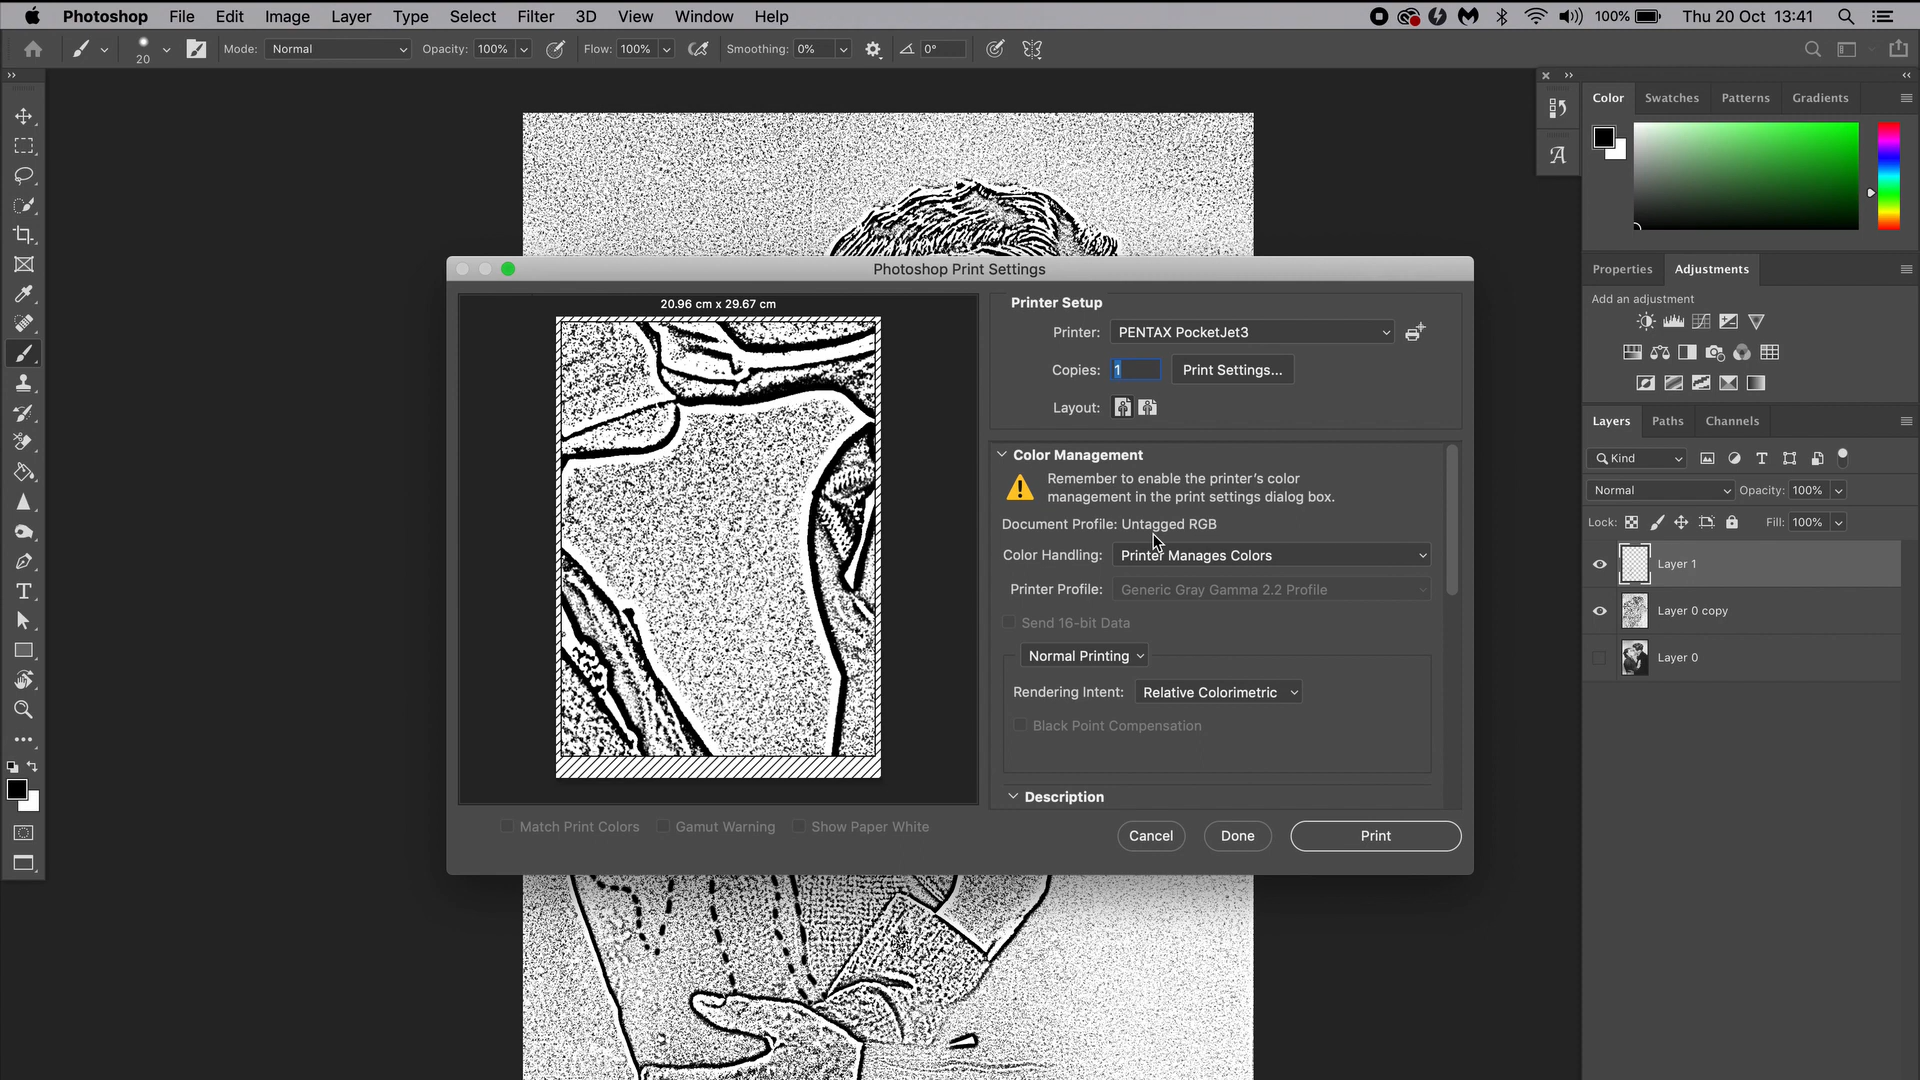 Photoshop File Edit Image Layer Type Select Filter 3D View Window Help 100% Thu 20 Oct 13:41
20 Mode: Normal Opacity: 100% Flow: 100% Smoothing: 0% 0°
Color Swatches Patterns Gradients
Properties Adjustments
Add an adjustment
Layers Paths Channels
Kind
Normal Opacity: 100%
Lock: Fill: 100%
Layer 1
Layer 0 copy
Layer 0
Photoshop Print Settings
20.96 cm x 29.67 cm
Printer Setup
Printer: PENTAX PocketJet3
Copies: 1 Print Settings...
Layout:
Color Management
Remember to enable the printer's color
management in the print settings dialog box.
Document Profile: Untagged RGB
Color Handling: Printer Manages Colors
Printer Profile: Generic Gray Gamma 2.2 Profile
Send 16-bit Data
Normal Printing
Rendering Intent: Relative Colorimetric
Black Point Compensation
Description
Match Print Colors Gamut Warning Show Paper White
Cancel Done Print